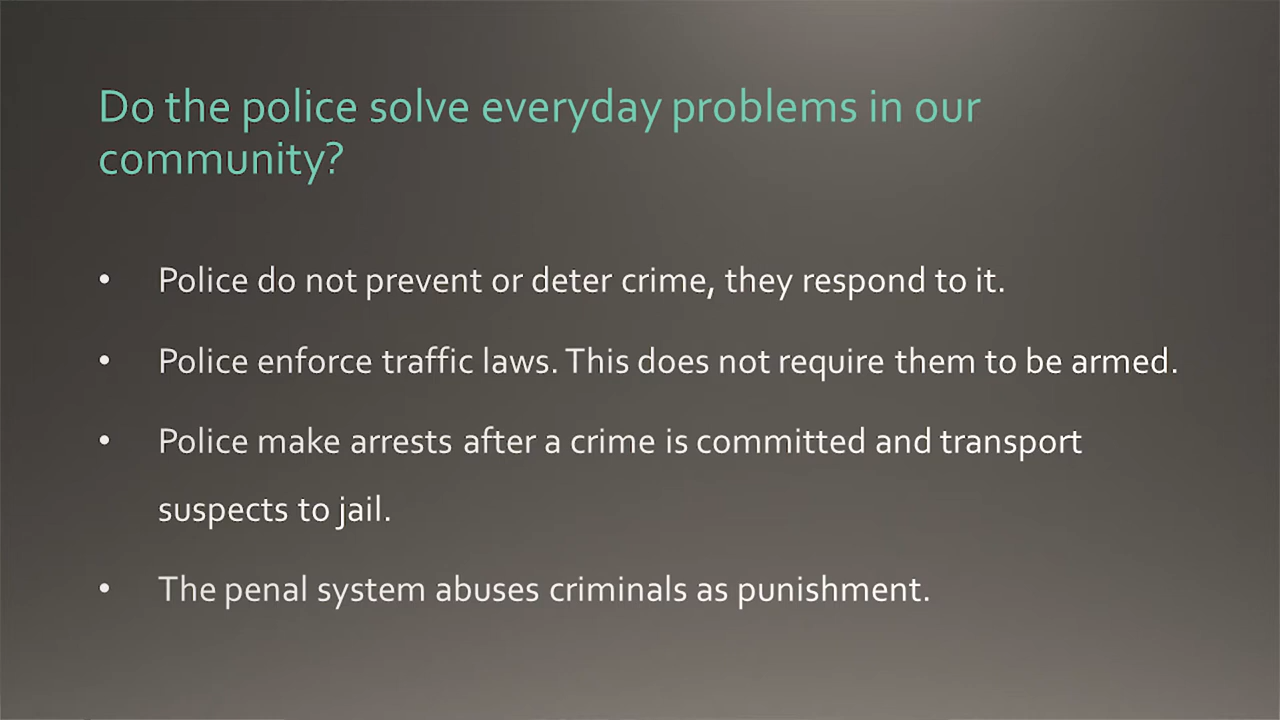 Do the police solve everyday problems in our
community?
• Police do not prevent or deter crime, they respond to it.
• Police enforce traffic laws. This does not require them to be armed.
• Police make arrests after a crime is committed and transport
suspects to jail.
• The penal system abuses criminals as punishment.